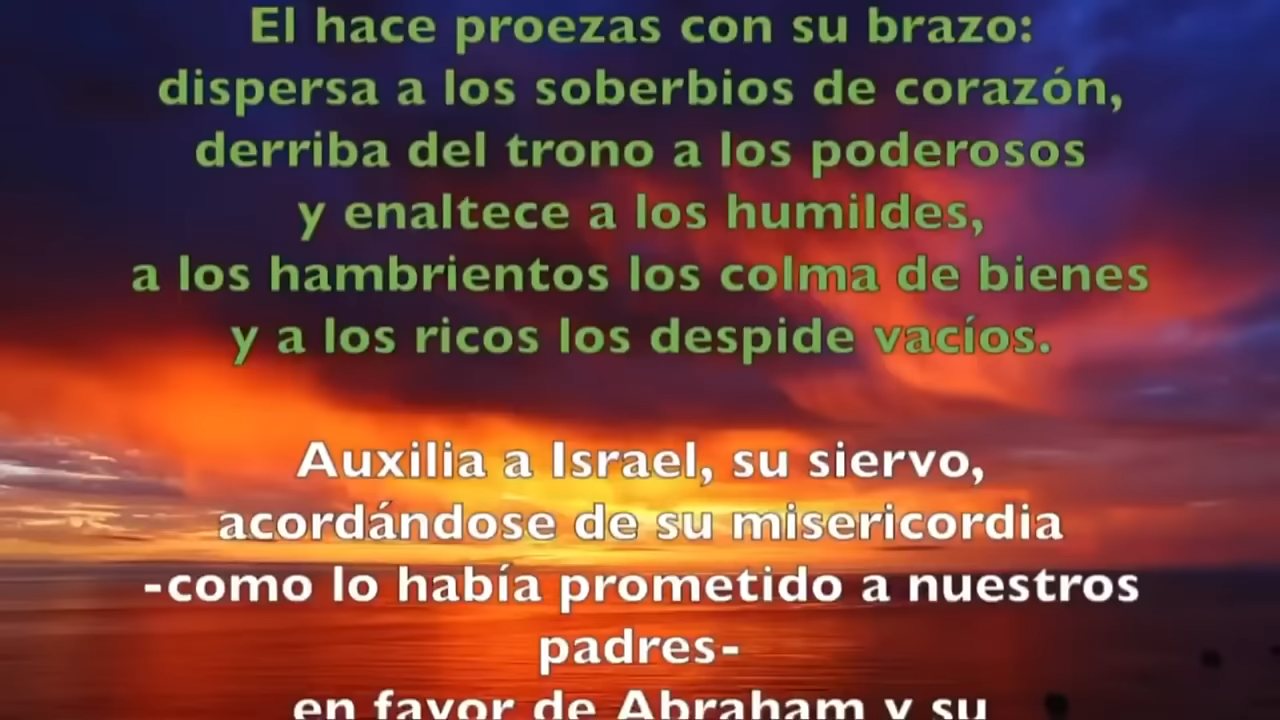 El hace proezas con su brazo:
dispersa a los soberbios de corazón,
derriba del trono a los poderosos
y enaltece a los humildes,
a los hambrientos los colma de bienes
y a los ricos los despide vacíos.
Auxilia a Israel, su siervo,
acordándose de su misericordia
-como lo había prometido a nuestros
padres-
en favor de Abraham y su